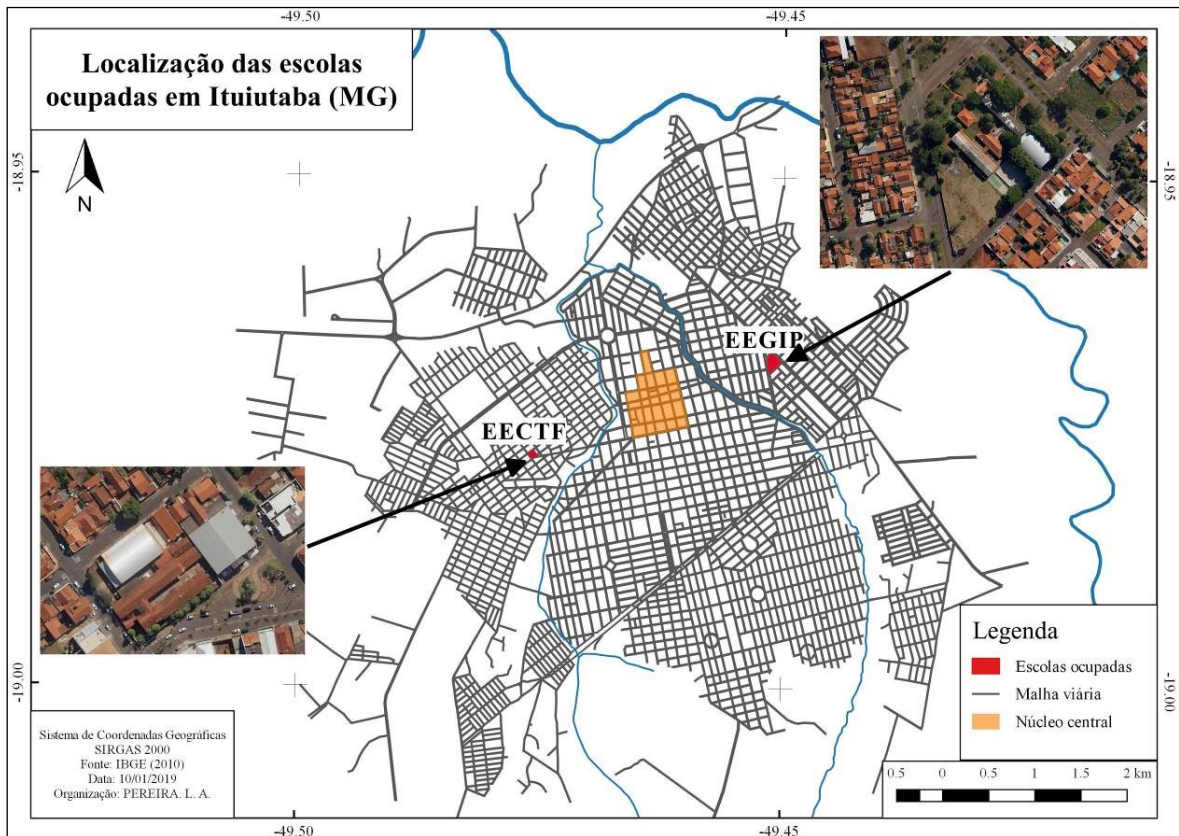 -49.50
-49.45
Localização das escolas
ocupadas em Ituiutaba (MG)
N
-18.95
-18.95
EEGIP
EECTF
Legenda
Escolas ocupadas
Malha viária
Núcleo central
-19.00
-19.00
Sistema de Coordenadas Geográficas
SIRGAS 2000
Fonte: IBGE (2010)
Data: 10/01/2019
Organização: PEREIRA. L. A.
0.5 0 0.5 1 1.5 2 km
-49.50
-49.45